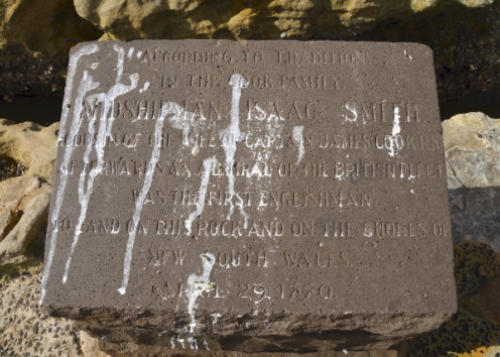 ACCORDING TO TRADITION
IN THE COOK FAMILY
MIDSHIPMAN ISAAC SMITH
COUSIN OF THE WIFE OF CAPTAIN JAMES COOK R.N.
AFTERWARDS AN ADMIRAL OF THE BRITISH FLEET
WAS THE FIRST ENGLISHMAN
TO LAND ON THIS ROCK AND ON THE SHORES OF
NEW SOUTH WALES.
APRIL 29, 1770.